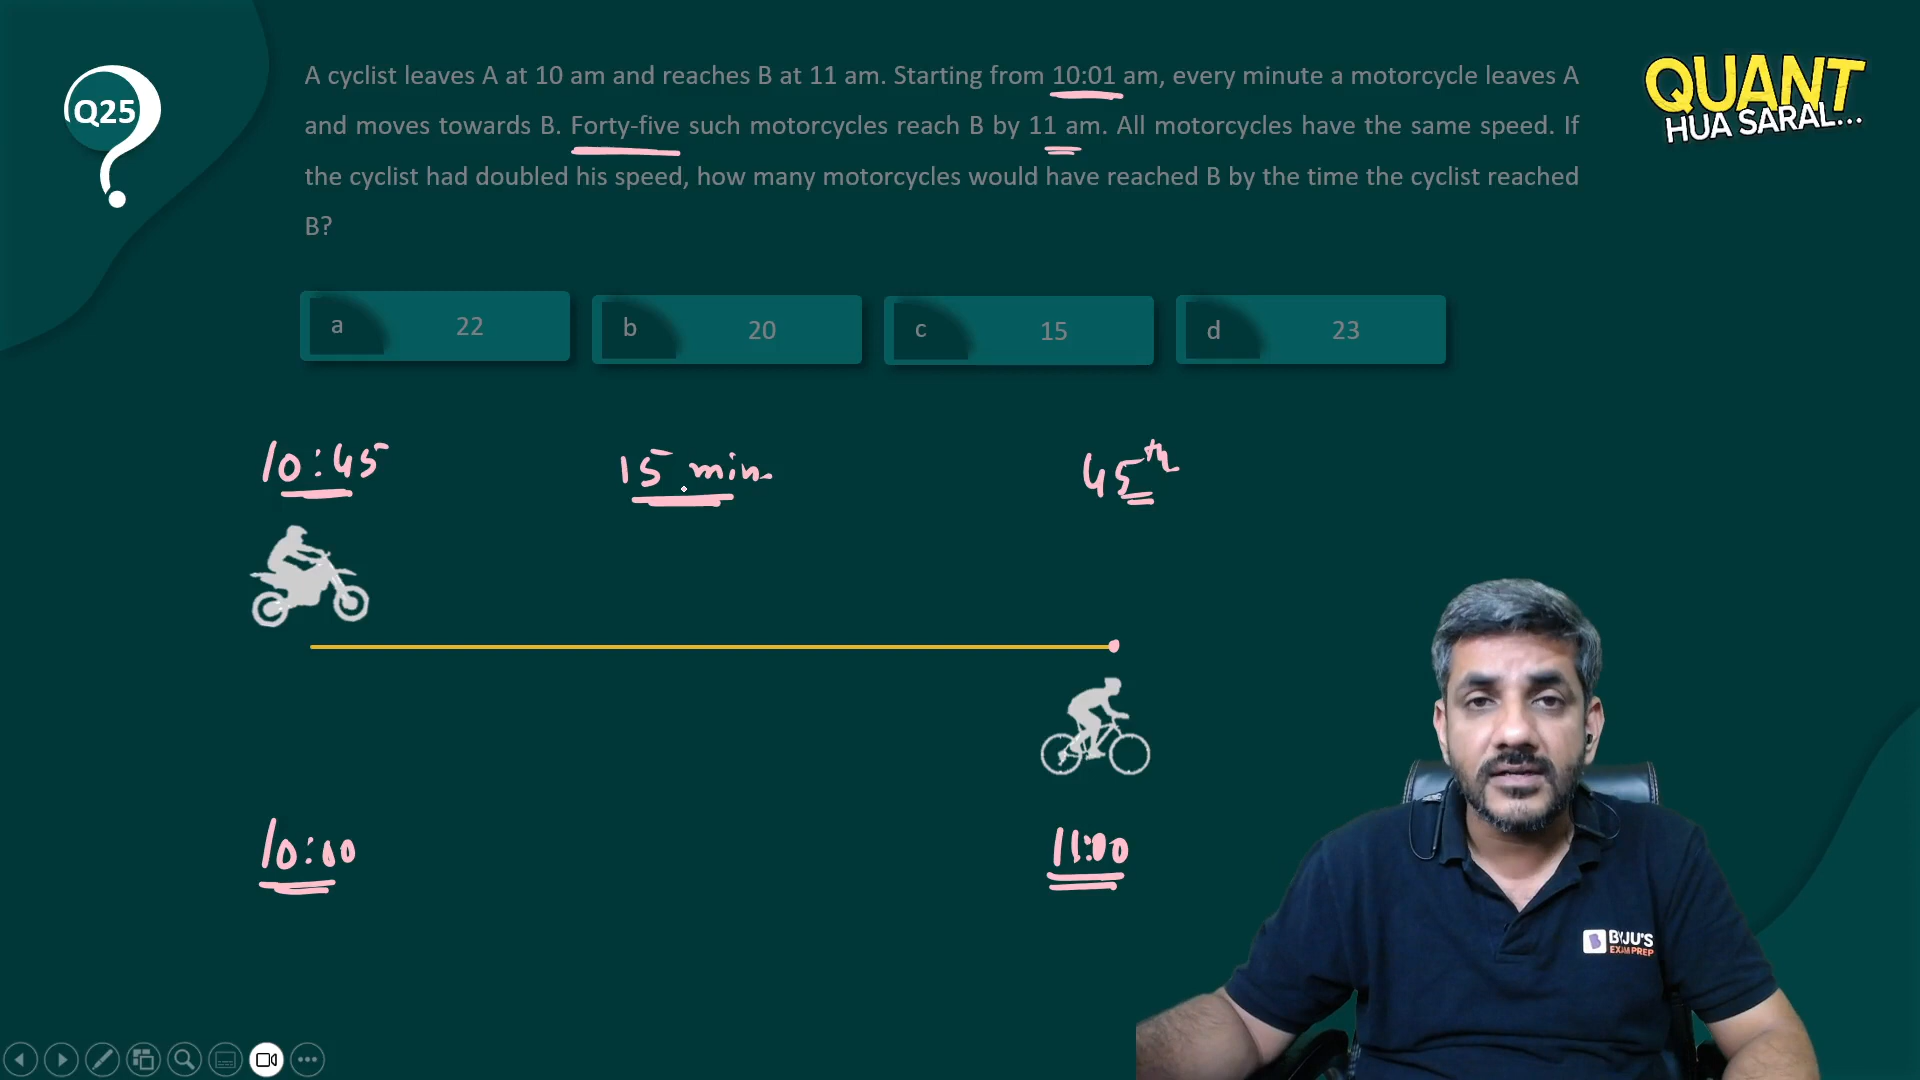 Q25
A cyclist leaves A at 10 am and reaches B at 11 am. Starting from 10:01 am, every minute a motorcycle leaves A
and moves towards B. Forty-five such motorcycles reach B by 11 am. All motorcycles have the same speed. If
the cyclist had doubled his speed, how many motorcycles would have reached B by the time the cyclist reached
B?
QUANT
HUA SARAL...
a 22
b 20
c 15
d 23
10:45
15 min
45th
10:00
11:00
BYJU'S
EXAM PREP